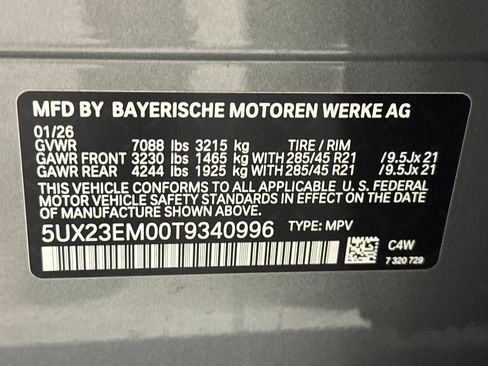 MFD BY BAYERISCHE MOTOREN WERKE AG
01/26
GVWR 7088 lbs 3215 kg TIRE / RIM
GAWR FRONT 3230 lbs 1465 kg WITH 285/45 R21 /9.5Jx 21
GAWR REAR 4244 lbs 1925 kg WITH 285/45 R21 /9.5Jx 21
THIS VEHICLE CONFORMS TO ALL APPLICABLE U. S. FEDERAL
MOTOR VEHICLE SAFETY STANDARDS IN EFFECT ON THE
DATE OF MANUFACTURE SHOWN ABOVE.
5UX23EM00T9340996 TYPE: MPV
C4W
7 320 729